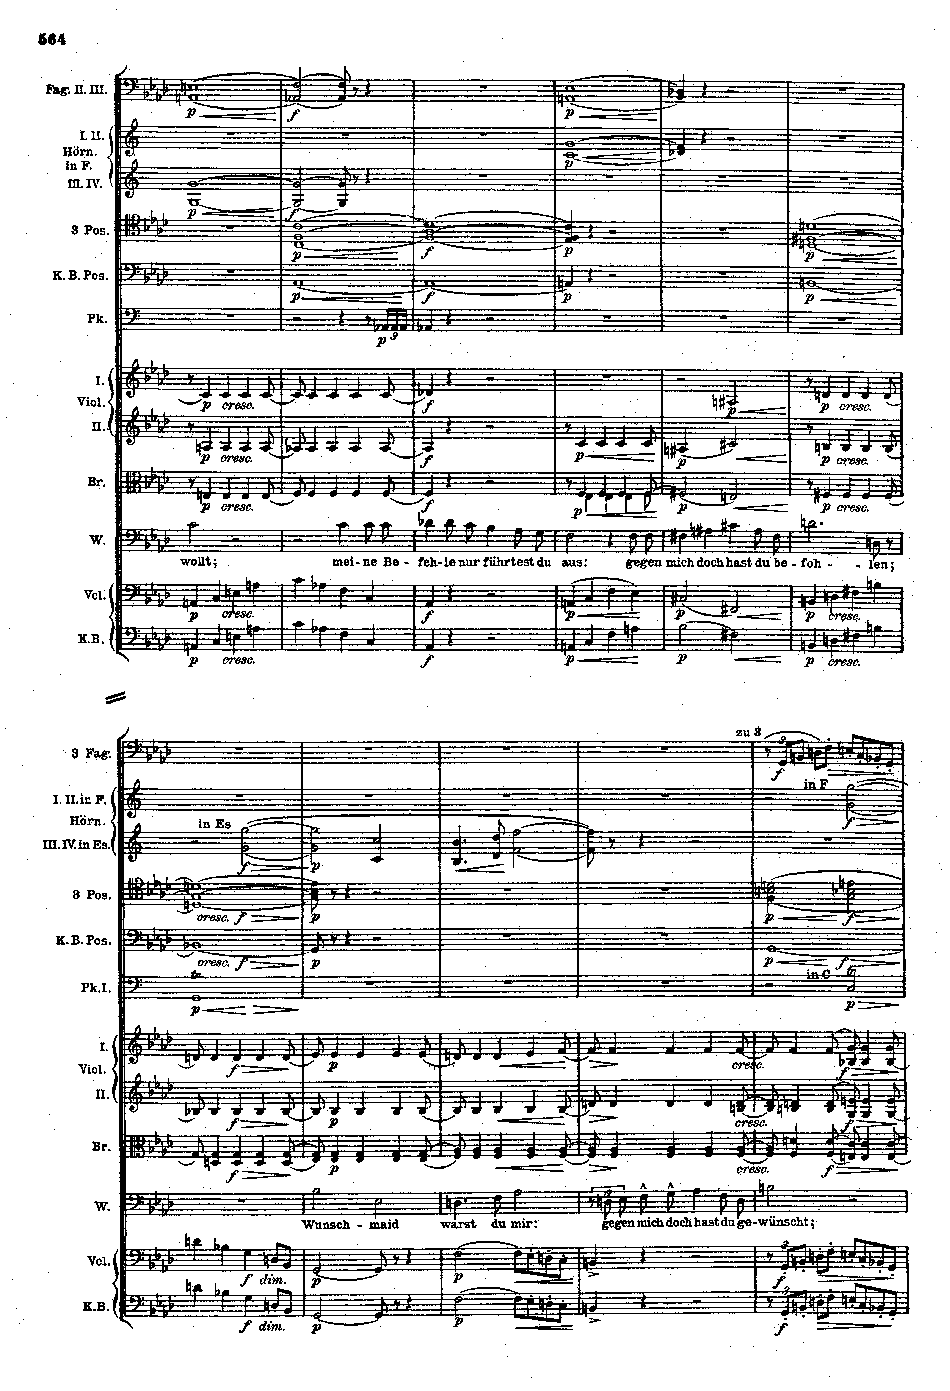 564
Fag. II. III.
I. II.
Hörn.
in F.
III. IV.
3 Pos.
K. B. Pos.
Pk.
I.
Viol.
II.
Br.
W.
wollt; mei-ne Be - feh-le nur führtest du aus: gegen mich doch hast du be - foh - - len;
Vcl.
K.B.
p f p
p
p f
p f p p
p f p p
p 3
p cresc. f p p cresc.
p cresc. f p p p cresc.
p cresc. f p p p cresc.
p cresc. f p p p cresc.
p cresc. f p p p cresc.
3 Fag.
zu 3
3
f
I. II. in F.
in F
f
Hörn.
III. IV. in Es.
in Es
f p
3 Pos.
cresc. f p p f
K. B. Pos.
cresc. f p p f
Pk. I.
tr
in C
tr
p p
I.
f p cresc. f
Viol.
II.
f p cresc. f
Br.
f p cresc. f
W.
Wunsch - maid warst du mir: gegen mich doch hast du ge-wünscht;
Vcl.
f dim. p p f
K.B.
f dim. p p f